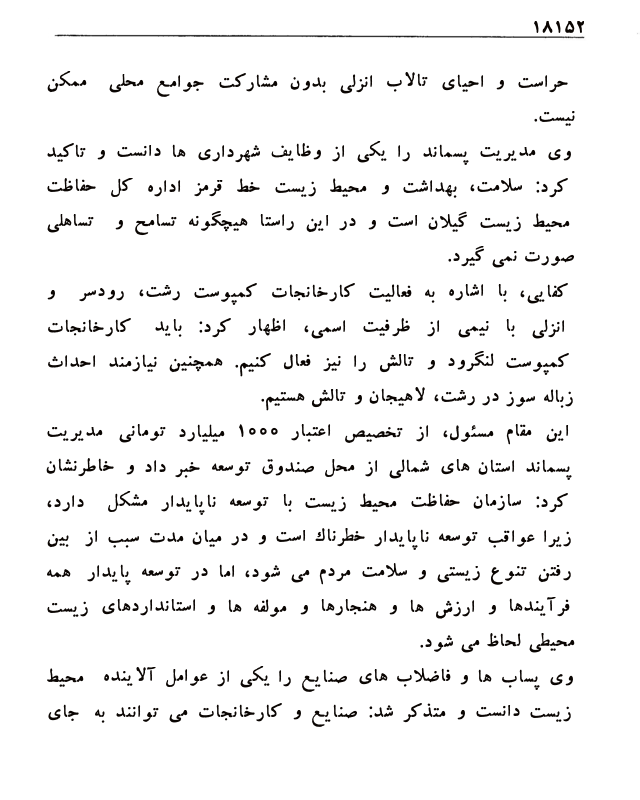 ۱۸۱۵۲
حراست و احیای تالاب انزلی بدون مشارکت جوامع محلی ممکن
نیست.
وی مدیریت پسماند را یکی از وظایف شهرداری ها دانست و تاکید
کرد: سلامت، بهداشت و محیط زیست خط قرمز اداره کل حفاظت
محیط زیست گیلان است و در این راستا هیچگونه تسامح و تساهلی
صورت نمی گیرد.
کفایی، با اشاره به فعالیت کارخانجات کمپوست رشت، رودسر و
انزلی با نیمی از ظرفیت اسمی، اظهار کرد: باید کارخانجات
کمپوست لنگرود و تالش را نیز فعال کنیم. همچنین نیازمند احداث
زباله سوز در رشت، لاهیجان و تالش هستیم.
این مقام مسئول، از تخصیص اعتبار ۱۰۰۰ میلیارد تومانی مدیریت
پسماند استان های شمالی از محل صندوق توسعه خبر داد و خاطرنشان
کرد: سازمان حفاظت محیط زیست با توسعه ناپایدار مشکل دارد،
زیرا عواقب توسعه ناپایدار خطرناك است و در میان مدت سبب از بین
رفتن تنوع زیستی و سلامت مردم می شود، اما در توسعه پایدار همه
فرآیندها و ارزش ها و هنجارها و مولفه ها و استانداردهای زیست
محیطی لحاظ می شود.
وی پساب ها و فاضلاب های صنایع را یکی از عوامل آلاینده محیط
زیست دانست و متذکر شد: صنایع و کارخانجات می توانند به جای